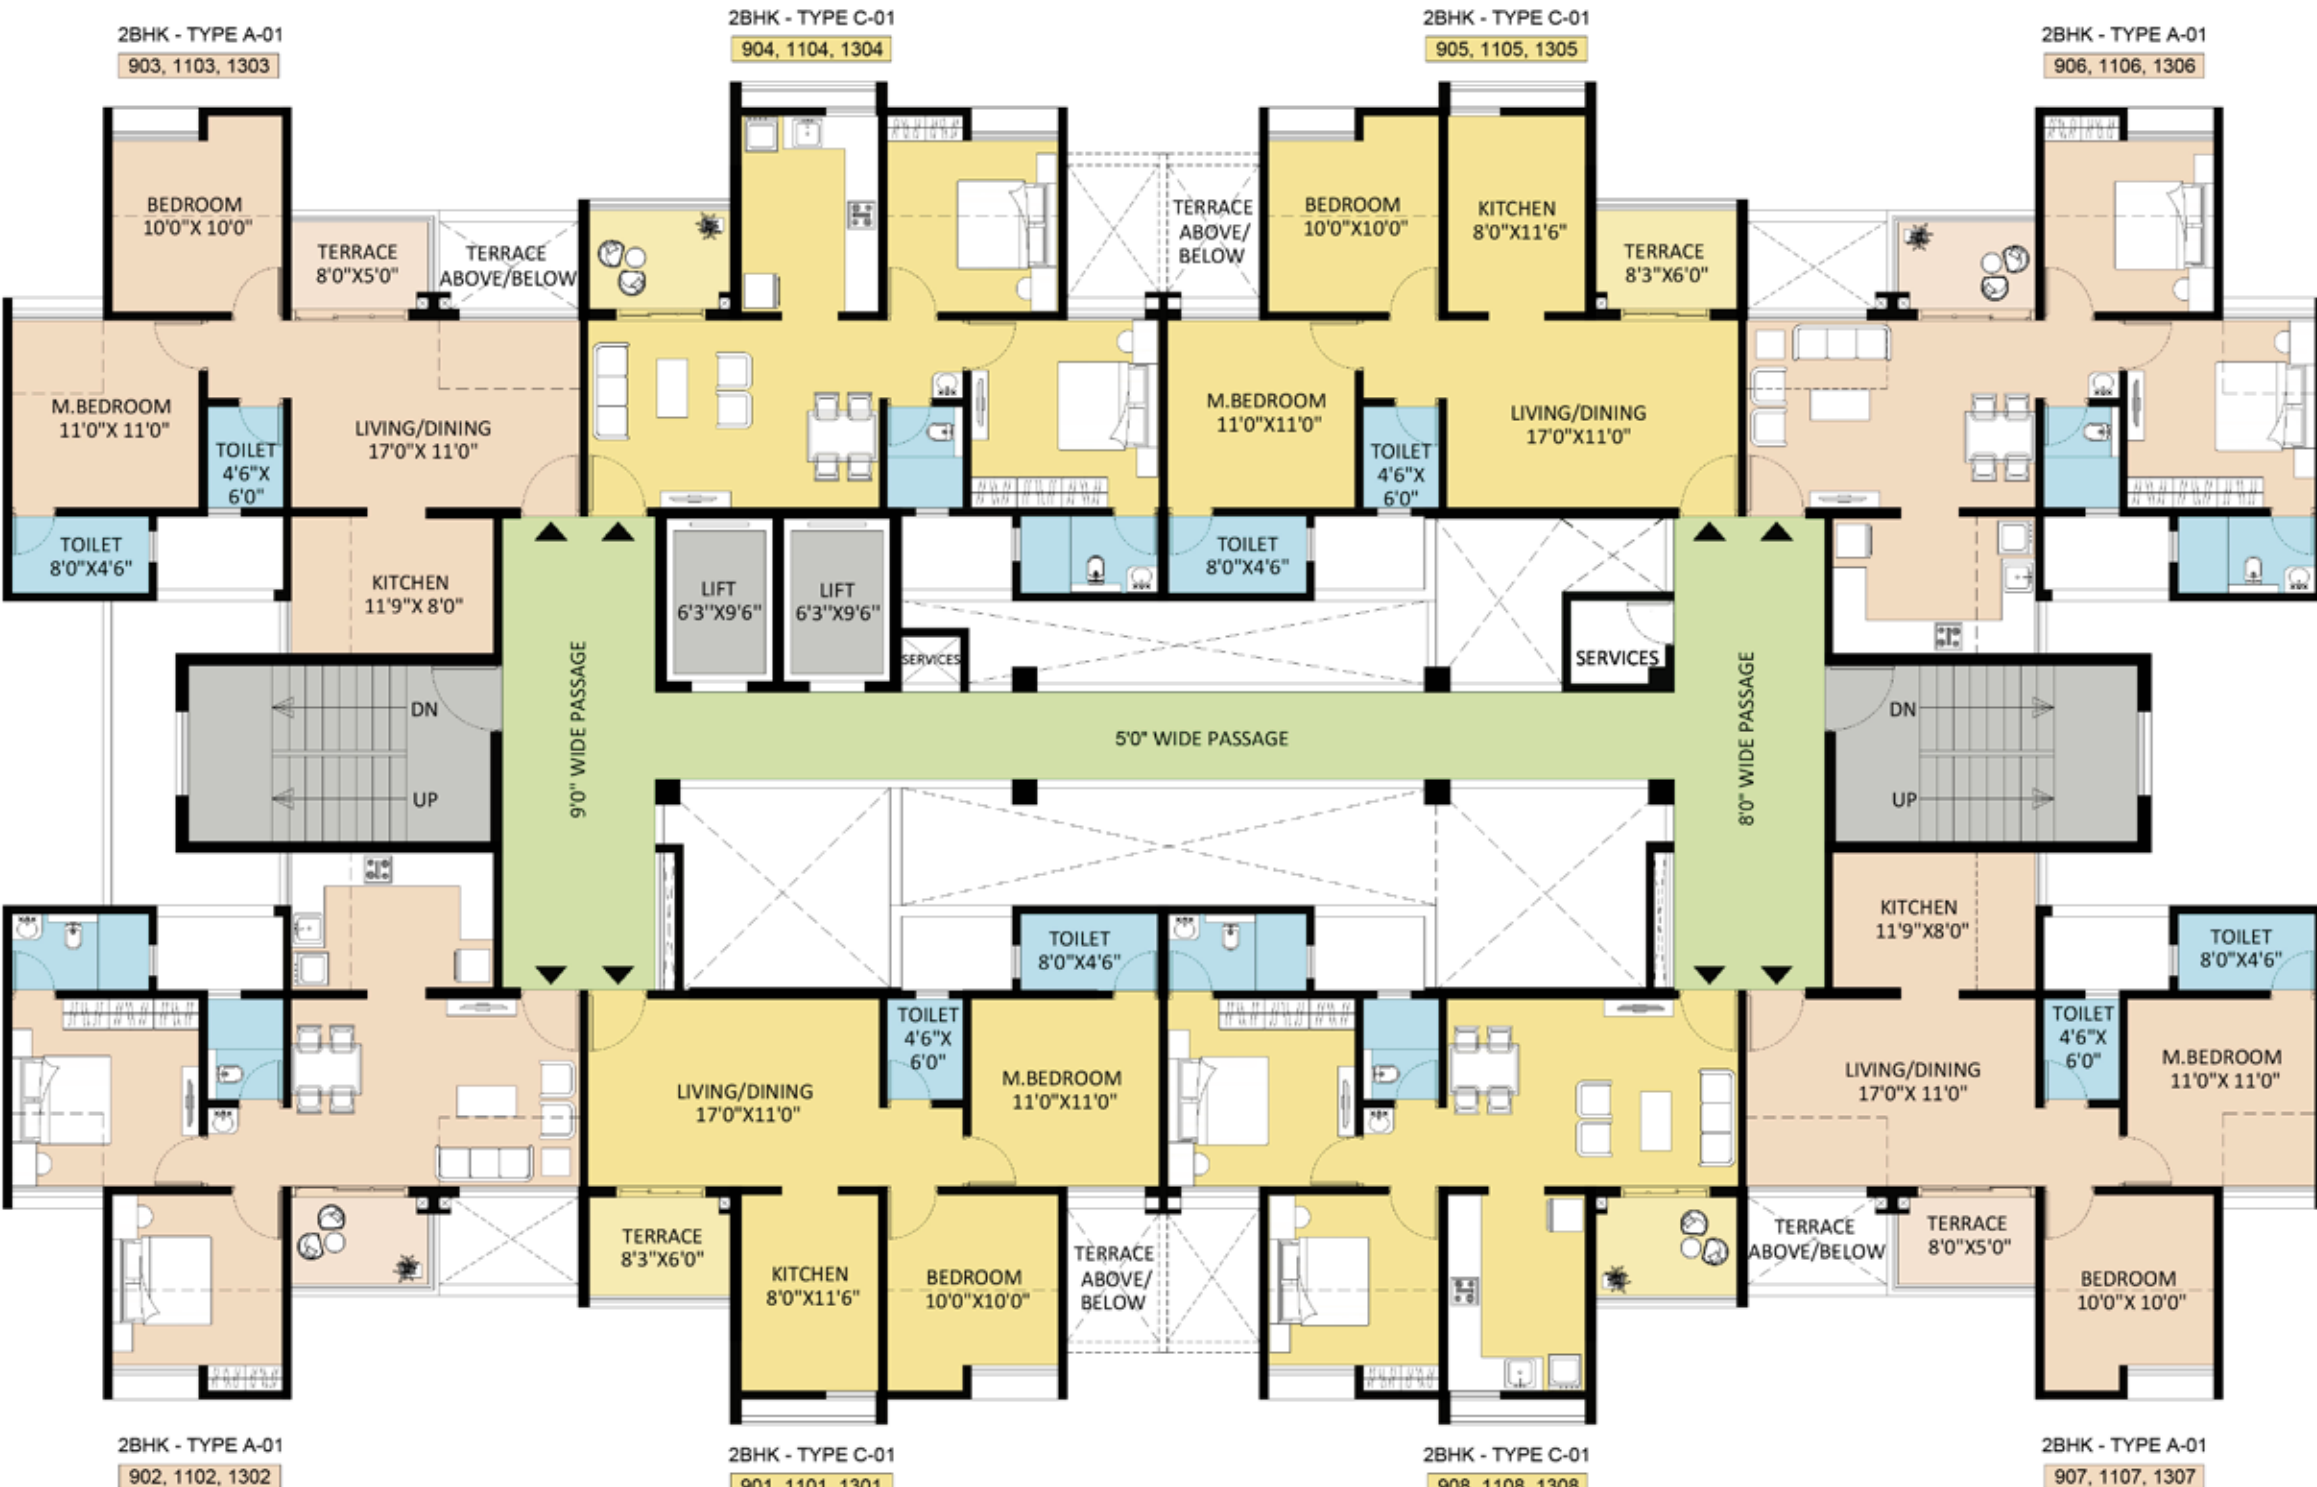 2BHK - TYPE A-01
903, 1103, 1303
2BHK - TYPE C-01
904, 1104, 1304
2BHK - TYPE C-01
905, 1105, 1305
2BHK - TYPE A-01
906, 1106, 1306
BEDROOM
10'0"X 10'0"
TERRACE
8'0"X5'0"
TERRACE
ABOVE/BELOW
M.BEDROOM
11'0"X 11'0"
TOILET
4'6"X
6'0"
LIVING/DINING
17'0"X 11'0"
TOILET
8'0"X4'6"
KITCHEN
11'9"X 8'0"
TERRACE
ABOVE/
BELOW
BEDROOM
10'0"X10'0"
KITCHEN
8'0"X11'6"
TERRACE
8'3"X6'0"
M.BEDROOM
11'0"X11'0"
TOILET
4'6"X
6'0"
LIVING/DINING
17'0"X11'0"
TOILET
8'0"X4'6"
LIFT
6'3"X9'6"
LIFT
6'3"X9'6"
SERVICES
SERVICES
DN
UP
9'0" WIDE PASSAGE
5'0" WIDE PASSAGE
8'0" WIDE PASSAGE
DN
UP
TOILET
8'0"X4'6"
TOILET
4'6"X
6'0"
M.BEDROOM
11'0"X11'0"
LIVING/DINING
17'0"X11'0"
TERRACE
8'3"X6'0"
KITCHEN
8'0"X11'6"
BEDROOM
10'0"X10'0"
TERRACE
ABOVE/
BELOW
KITCHEN
11'9"X8'0"
TOILET
8'0"X4'6"
TOILET
4'6"X
6'0"
LIVING/DINING
17'0"X 11'0"
M.BEDROOM
11'0"X 11'0"
TERRACE
ABOVE/BELOW
TERRACE
8'0"X5'0"
BEDROOM
10'0"X 10'0"
2BHK - TYPE A-01
902, 1102, 1302
2BHK - TYPE C-01
901, 1101, 1301
2BHK - TYPE C-01
908, 1108, 1308
2BHK - TYPE A-01
907, 1107, 1307